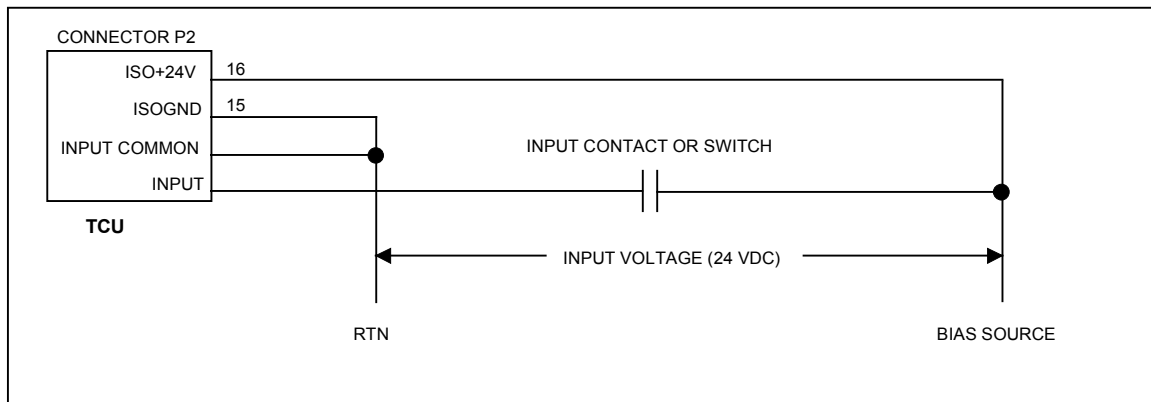 CONNECTOR P2
ISO+24V 16
ISOGND 15
INPUT COMMON
INPUT CONTACT OR SWITCH
INPUT
TCU
INPUT VOLTAGE (24 VDC)
RTN
BIAS SOURCE